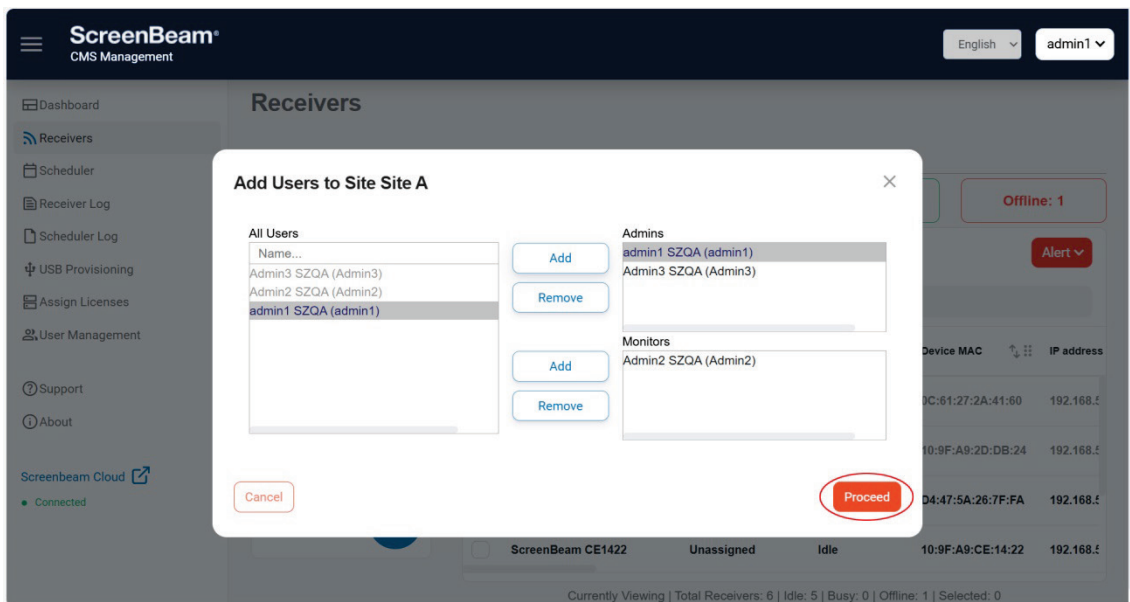 ScreenBeam®
CMS Management
English
admin1
Dashboard
Receivers
Scheduler
Receiver Log
Scheduler Log
USB Provisioning
Assign Licenses
User Management
Support
About
Screenbeam Cloud
Connected
Receivers
Offline: 1
Alert
Add Users to Site Site A
All Users
Name...
Admin3 SZQA (Admin3)
Admin2 SZQA (Admin2)
admin1 SZQA (admin1)
Add
Remove
Add
Remove
Admins
admin1 SZQA (admin1)
Admin3 SZQA (Admin3)
Monitors
Admin2 SZQA (Admin2)
Cancel
Proceed
Device MAC IP address
0C:61:27:2A:41:60 192.168.5
10:9F:A9:2D:DB:24 192.168.5
D4:47:5A:26:7F:FA 192.168.5
ScreenBeam CE1422 Unassigned Idle 10:9F:A9:CE:14:22 192.168.5
Currently Viewing | Total Receivers: 6 | Idle: 5 | Busy: 0 | Offline: 1 | Selected: 0